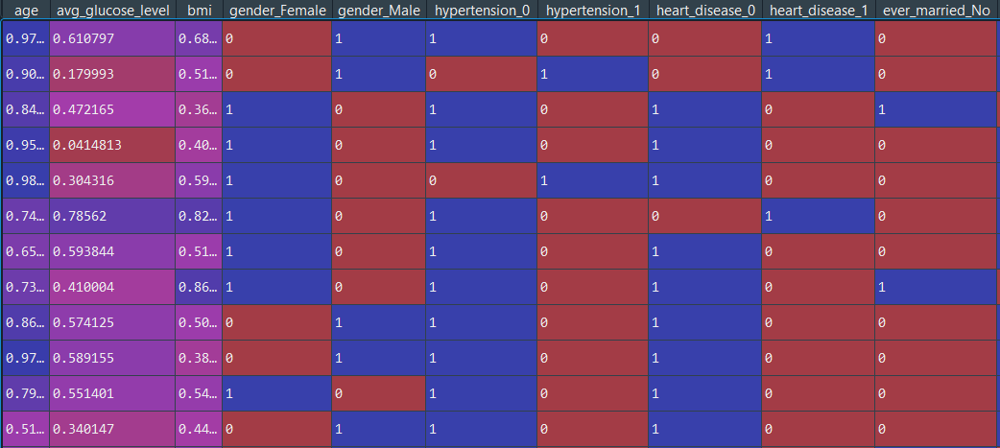 age avg_glucose_level bmi gender_Female gender_Male hypertension_0 hypertension_1 heart_disease_0 heart_disease_1 ever_married_No
0.97… 0.610797 0.68… 0 1 1 0 0 1 0
0.90… 0.179993 0.51… 0 1 0 1 0 1 0
0.84… 0.472165 0.36… 1 0 1 0 1 0 1
0.95… 0.0414813 0.40… 1 0 1 0 1 0 0
0.98… 0.304316 0.59… 1 0 0 1 1 0 0
0.74… 0.78562 0.82… 1 0 1 0 0 1 0
0.65… 0.593844 0.51… 1 0 1 0 1 0 0
0.73… 0.410004 0.86… 1 0 1 0 1 0 1
0.86… 0.574125 0.50… 0 1 1 0 1 0 0
0.97… 0.589155 0.38… 0 1 1 0 1 0 0
0.79… 0.551401 0.54… 1 0 1 0 1 0 0
0.51… 0.340147 0.44… 0 1 1 0 1 0 0